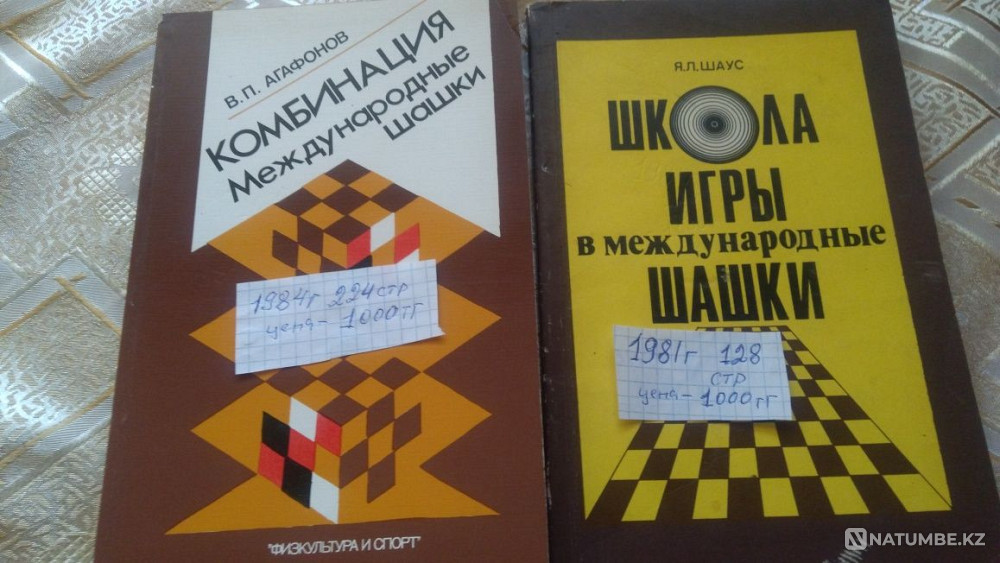 В.П. АГАФОНОВ
КОМБИНАЦИЯ
Международные
шашки
1984г 224стр
цена- 1000тг
"ФИЗКУЛЬТУРА И СПОРТ"
Я.Л.ШАУС
ШКОЛА
ИГРЫ
в международные
ШАШКИ
1981г 128
стр
цена- 1000тг
NATUMBE.KZ